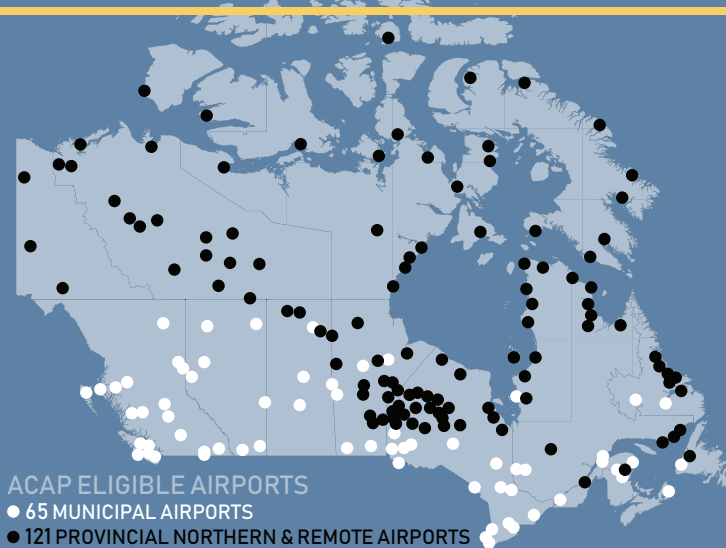 ACAP ELIGIBLE AIRPORTS
65 MUNICIPAL AIRPORTS
121 PROVINCIAL NORTHERN & REMOTE AIRPORTS